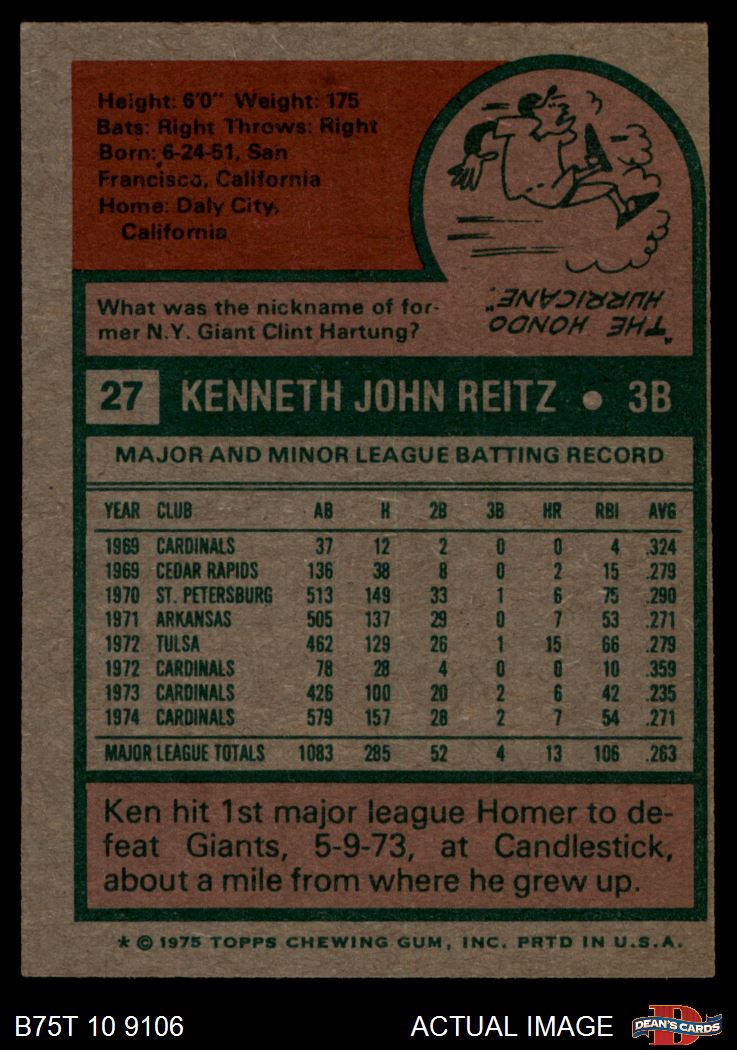 Height: 6'0" Weight: 175
Bats: Right Throws: Right
Born: 6-24-51, San
Francisco, California
Home: Daly City,
California
What was the nickname of for-
mer N.Y. Giant Clint Hartung?
"THE HONDO
HURRICANE."
27 KENNETH JOHN REITZ • 3B
MAJOR AND MINOR LEAGUE BATTING RECORD
YEAR CLUB AB H 2B 3B HR RBI AVG
1969 CARDINALS 37 12 2 0 0 4 .324
1969 CEDAR RAPIDS 136 38 8 0 2 15 .279
1970 ST. PETERSBURG 513 149 33 1 6 75 .290
1971 ARKANSAS 505 137 29 0 7 53 .271
1972 TULSA 462 129 26 1 15 66 .279
1972 CARDINALS 78 28 4 0 0 10 .359
1973 CARDINALS 426 100 20 2 6 42 .235
1974 CARDINALS 579 157 28 2 7 54 .271
MAJOR LEAGUE TOTALS 1083 285 52 4 13 106 .263
Ken hit 1st major league Homer to de-
feat Giants, 5-9-73, at Candlestick,
about a mile from where he grew up.
* © 1975 TOPPS CHEWING GUM, INC. PRTD IN U.S.A.
B75T 10 9106 ACTUAL IMAGE D DEAN'S CARDS